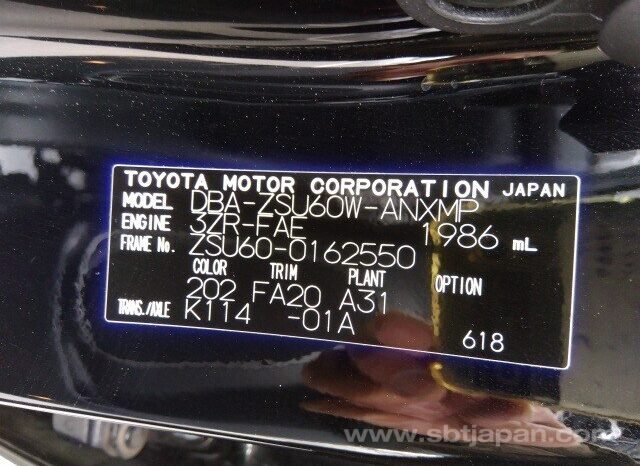 TOYOTA MOTOR CORPORATION JAPAN
MODEL DBA-ZSU60W-ANXMP
ENGINE 3ZR-FAE 1986 mL
FRAME No. ZSU60-0162550
COLOR TRIM PLANT OPTION
202 FA20 A31
TRANS./AXLE K114 -01A
618
www.sbtjapan.com